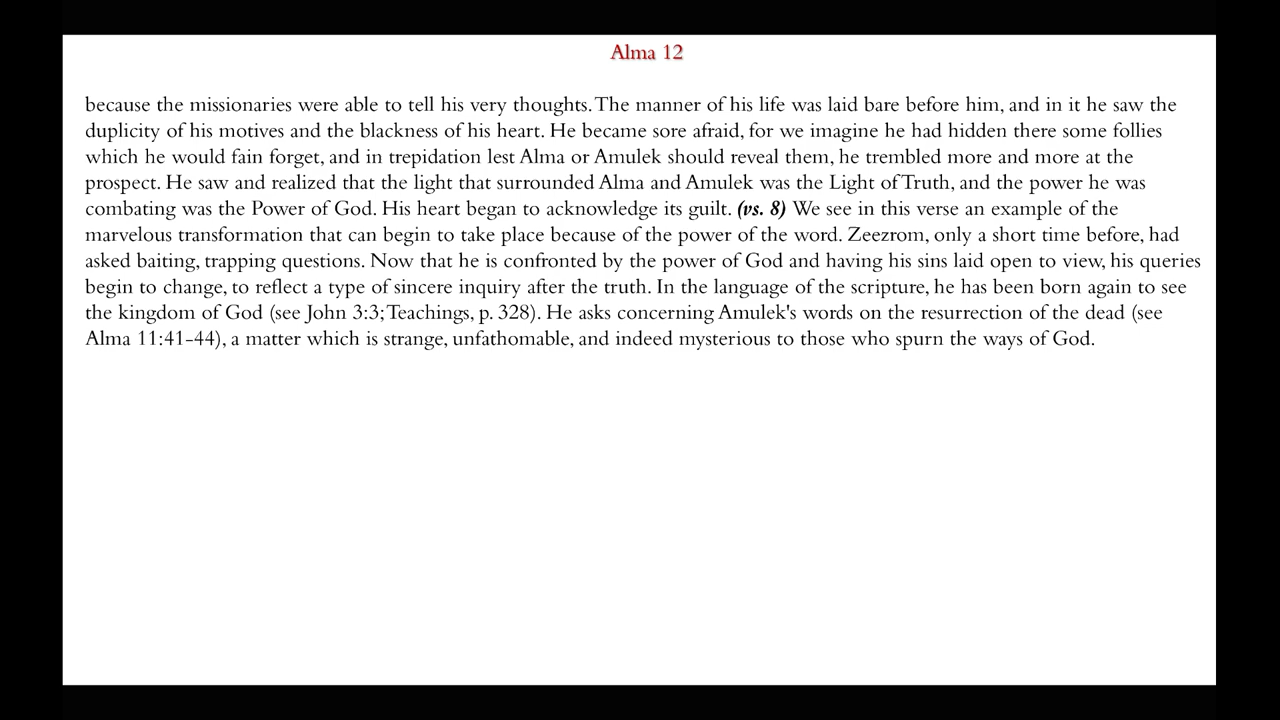 Alma 12
because the missionaries were able to tell his very thoughts. The manner of his life was laid bare before him, and in it he saw the
duplicity of his motives and the blackness of his heart. He became sore afraid, for we imagine he had hidden there some follies
which he would fain forget, and in trepidation lest Alma or Amulek should reveal them, he trembled more and more at the
prospect. He saw and realized that the light that surrounded Alma and Amulek was the Light of Truth, and the power he was
combating was the Power of God. His heart began to acknowledge its guilt. (vs. 8) We see in this verse an example of the
marvelous transformation that can begin to take place because of the power of the word. Zeezrom, only a short time before, had
asked baiting, trapping questions. Now that he is confronted by the power of God and having his sins laid open to view, his queries
begin to change, to reflect a type of sincere inquiry after the truth. In the language of the scripture, he has been born again to see
the kingdom of God (see John 3:3; Teachings, p. 328). He asks concerning Amulek's words on the resurrection of the dead (see
Alma 11:41-44), a matter which is strange, unfathomable, and indeed mysterious to those who spurn the ways of God.